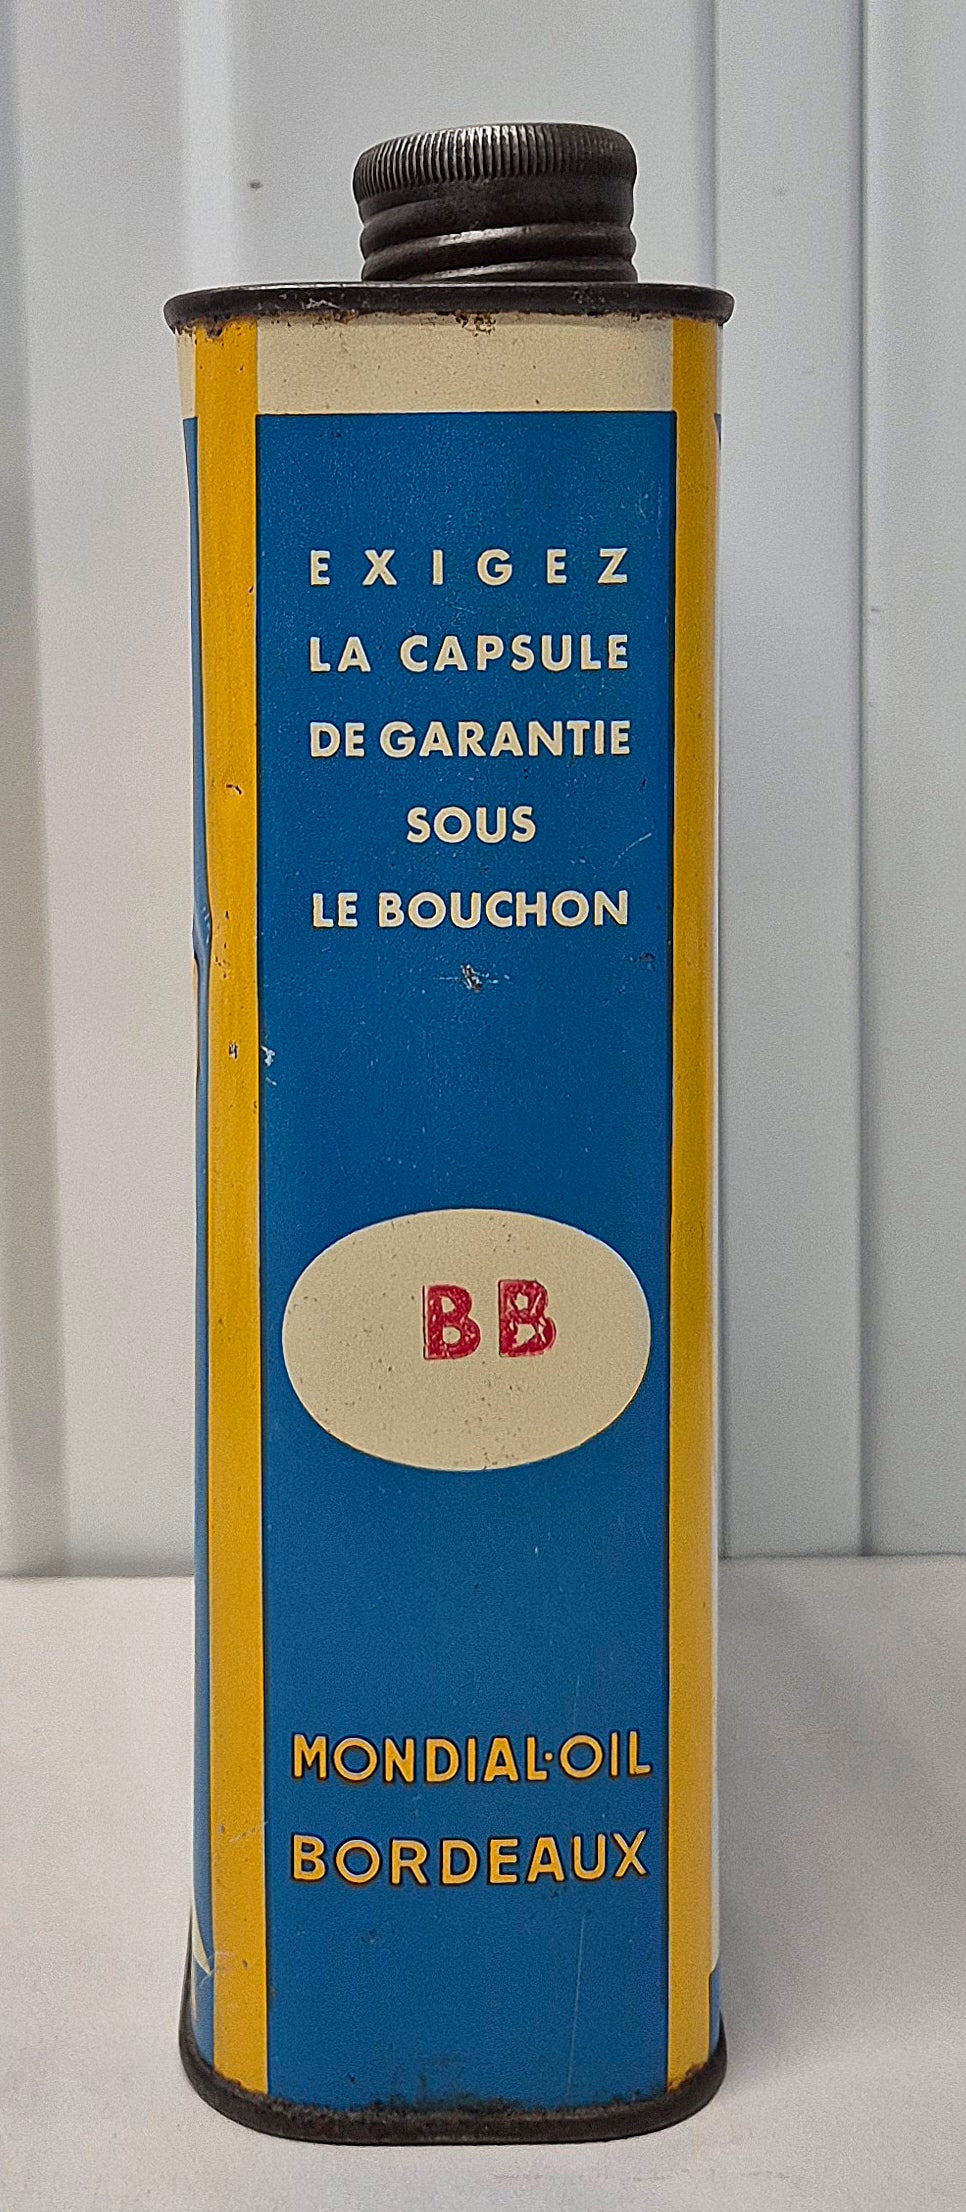 EXIGEZ
LA CAPSULE
DE GARANTIE
SOUS
LE BOUCHON
BB
MONDIAL·OIL
BORDEAUX